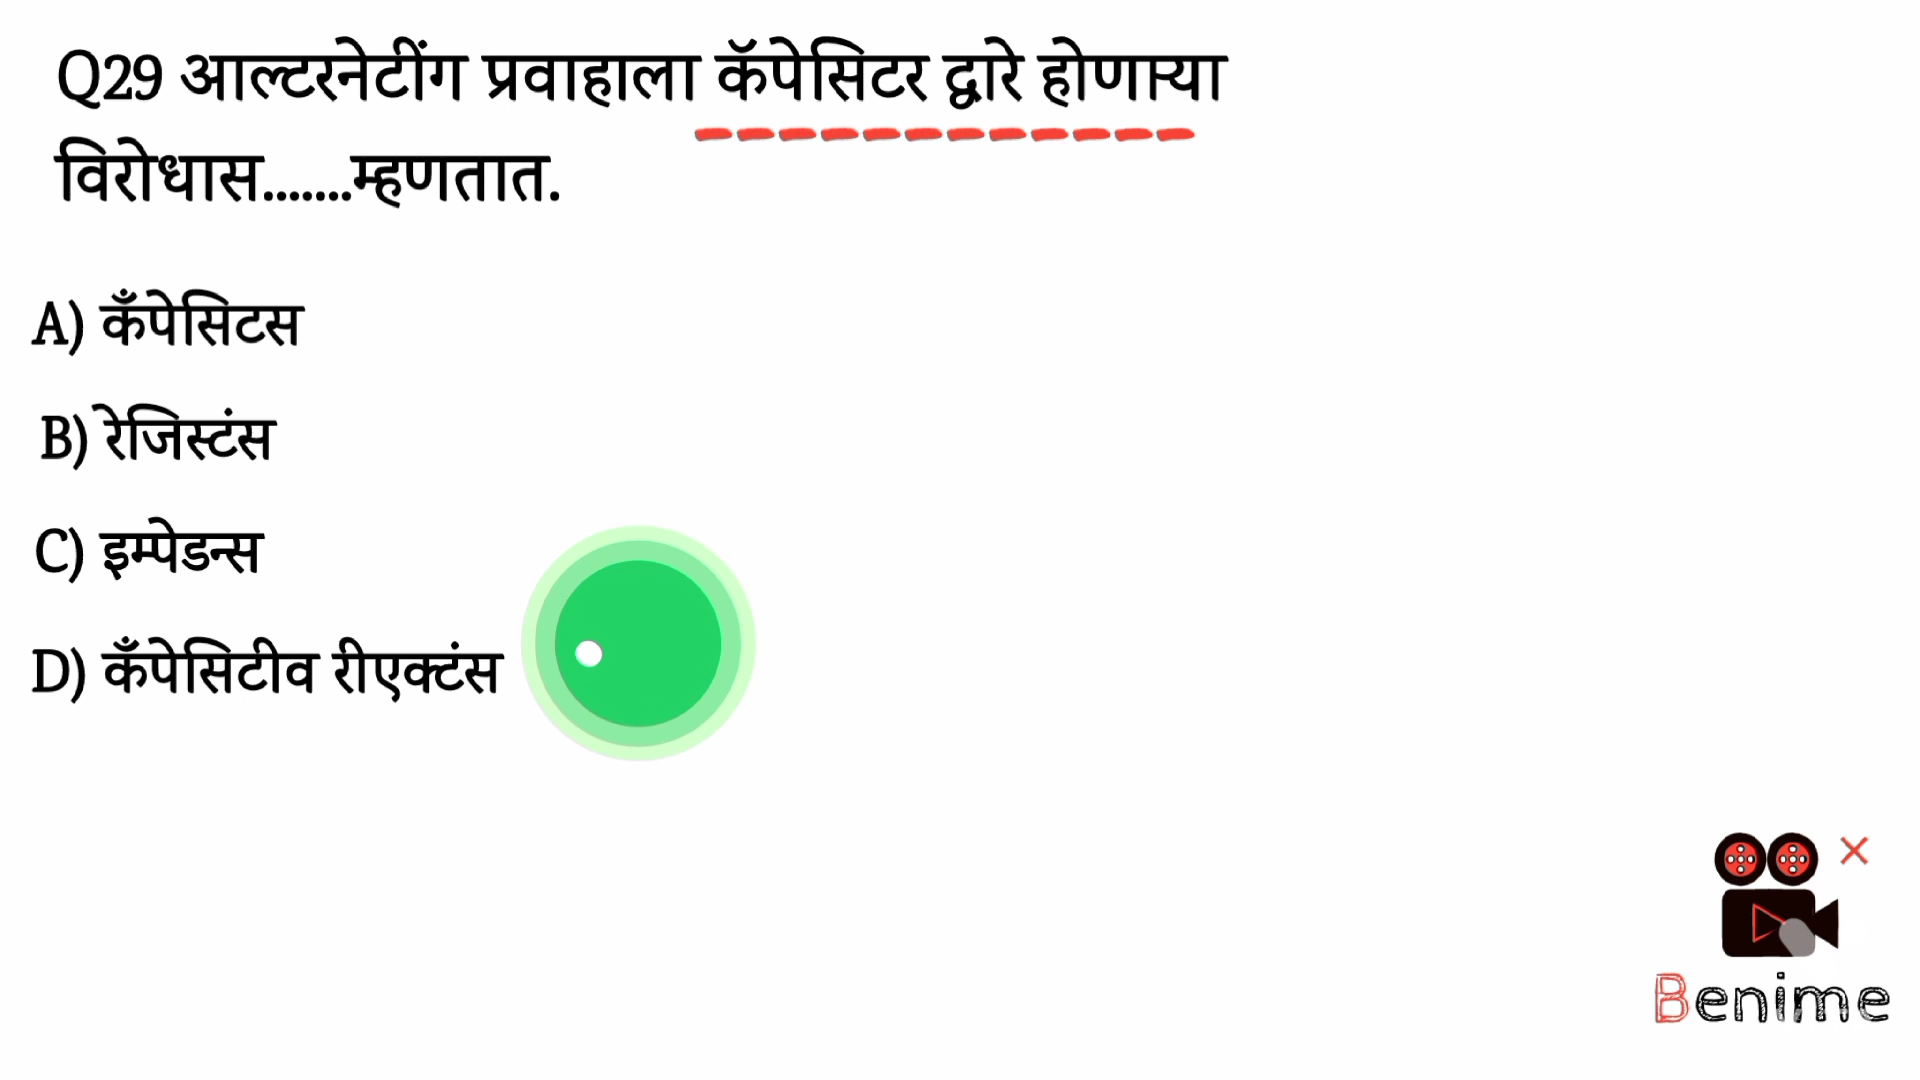 Q29 आल्टरनेटींग प्रवाहाला कॅपेसिटर द्वारे होणाऱ्या
विरोधास.......म्हणतात.
A) कँपेसिटस
B) रेजिस्टंस
C) इम्पेडन्स
D) कँपेसिटीव रीएक्टंस
Benime